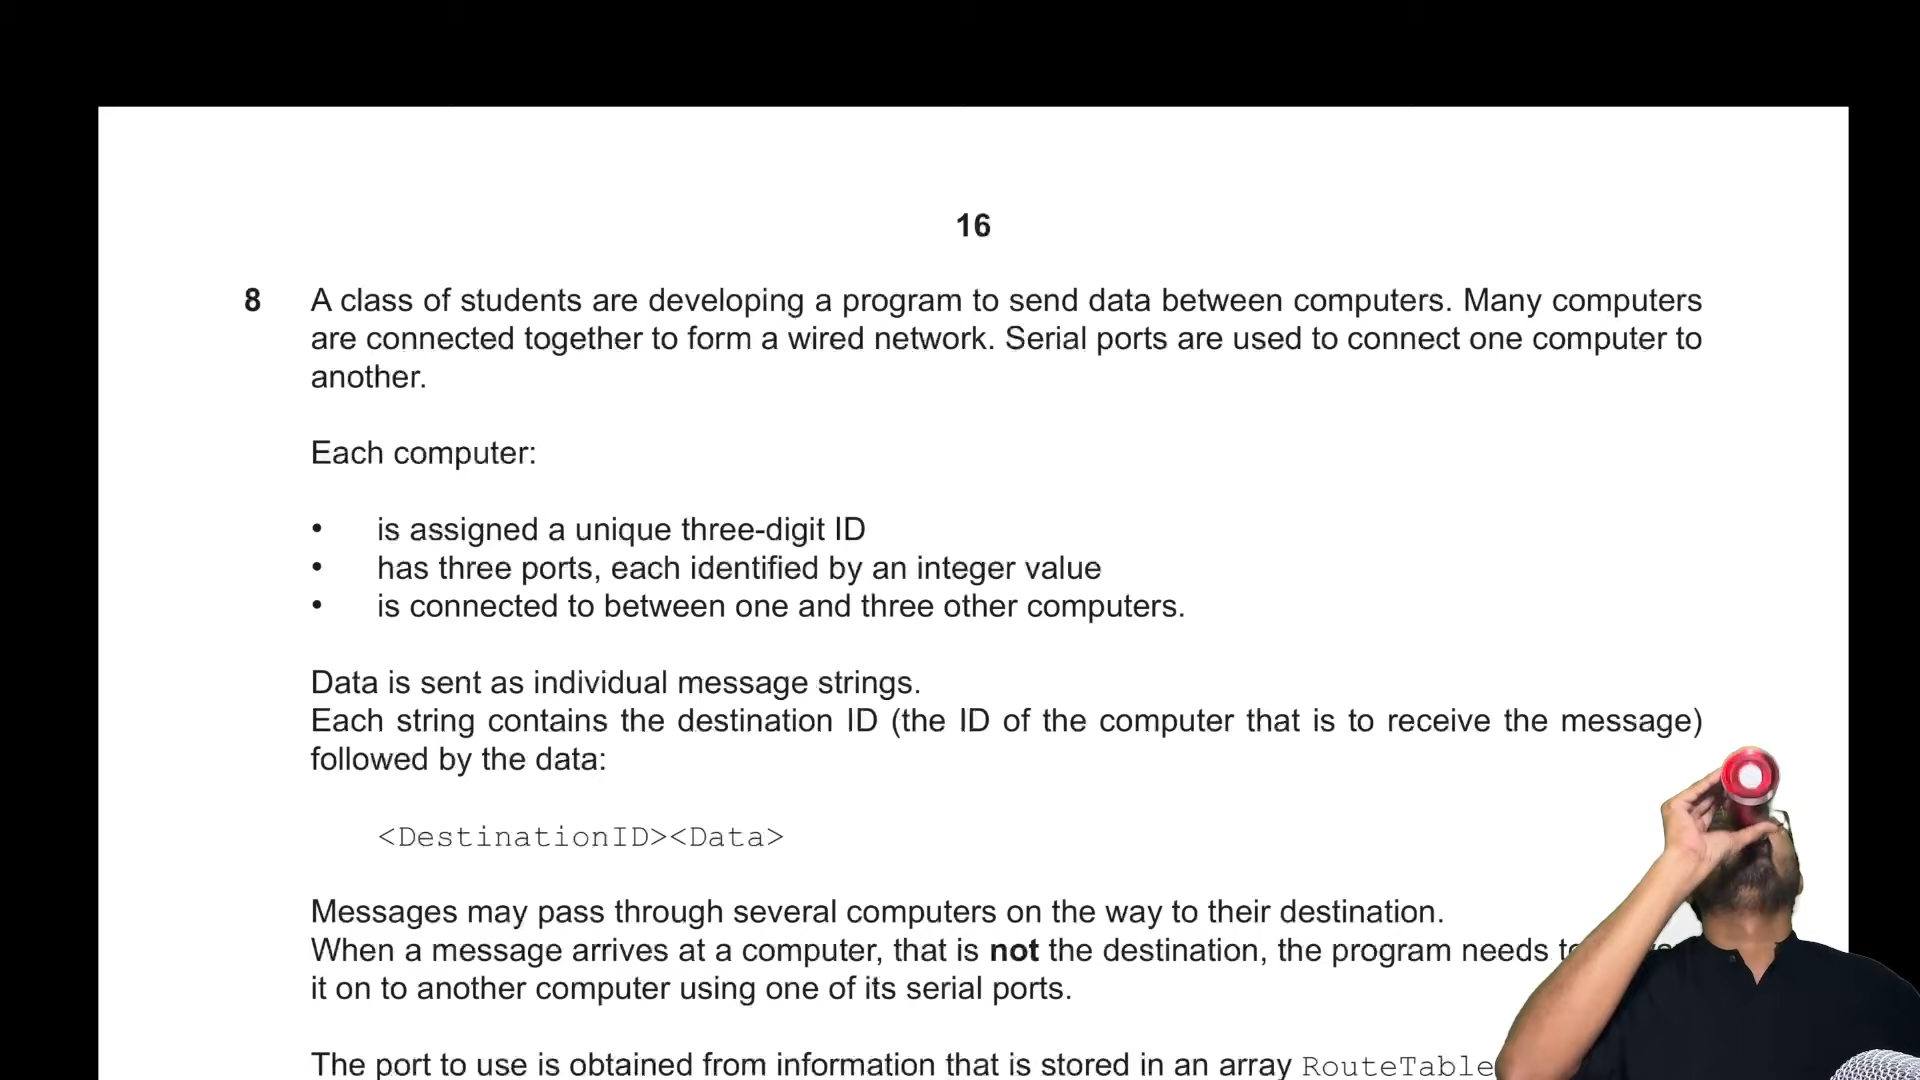 16
8 A class of students are developing a program to send data between computers. Many computers
are connected together to form a wired network. Serial ports are used to connect one computer to
another.
Each computer:
• is assigned a unique three-digit ID
• has three ports, each identified by an integer value
• is connected to between one and three other computers.
Data is sent as individual message strings.
Each string contains the destination ID (the ID of the computer that is to receive the message)
followed by the data:
<DestinationID><Data>
Messages may pass through several computers on the way to their destination.
When a message arrives at a computer, that is not the destination, the program needs
it on to another computer using one of its serial ports.
The port to use is obtained from information that is stored in an array RouteTable